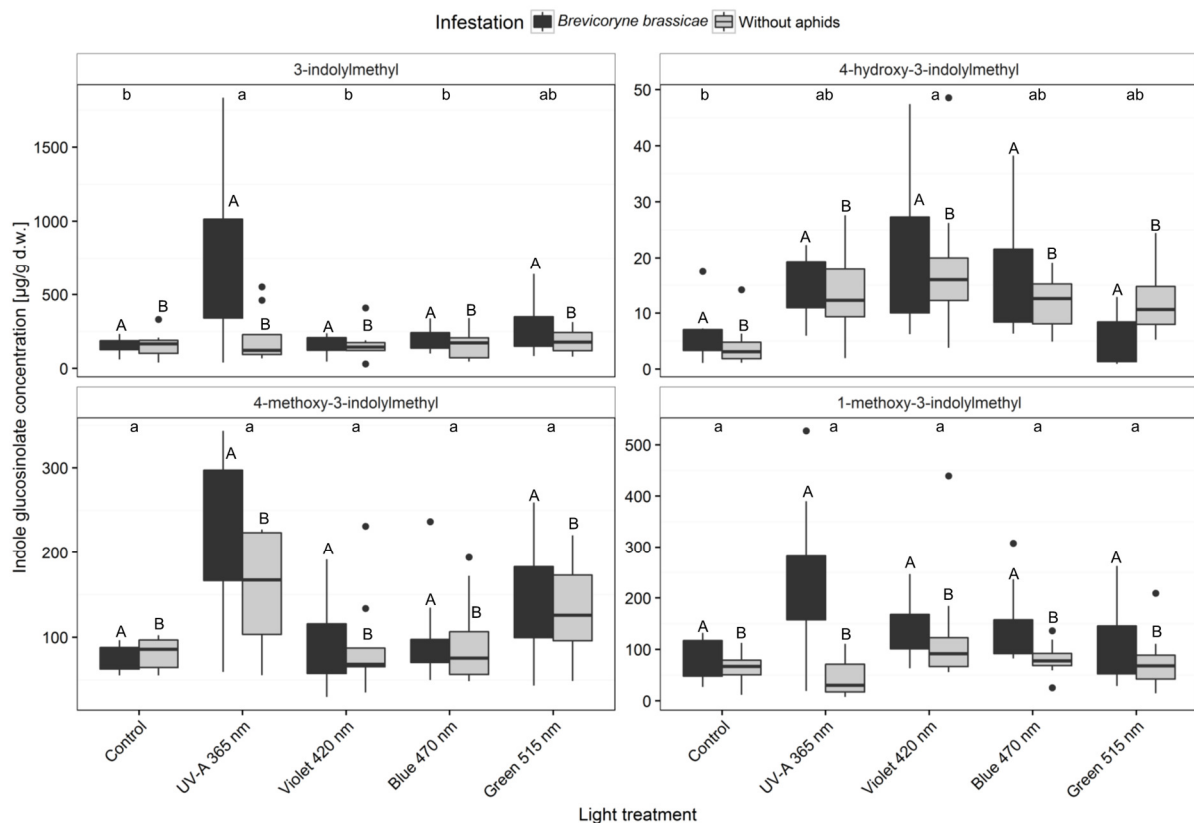 Infestation Brevicoryne brassicae Without aphids
3-indolylmethyl
b a b b ab
1500
1000
500
0
A B A B A B A B A B
4-hydroxy-3-indolylmethyl
b ab a ab ab
50
40
30
20
10
0
A B A B A B A B A B
4-methoxy-3-indolylmethyl
a a a a a
300
200
100
A B A B A B A B A B
1-methoxy-3-indolylmethyl
a a a a a
500
400
300
200
100
0
A B A B A B A B A B
Indole glucosinolate concentration [µg/g d.w.]
Control
UV-A 365 nm
Violet 420 nm
Blue 470 nm
Green 515 nm
Control
UV-A 365 nm
Violet 420 nm
Blue 470 nm
Green 515 nm
Light treatment